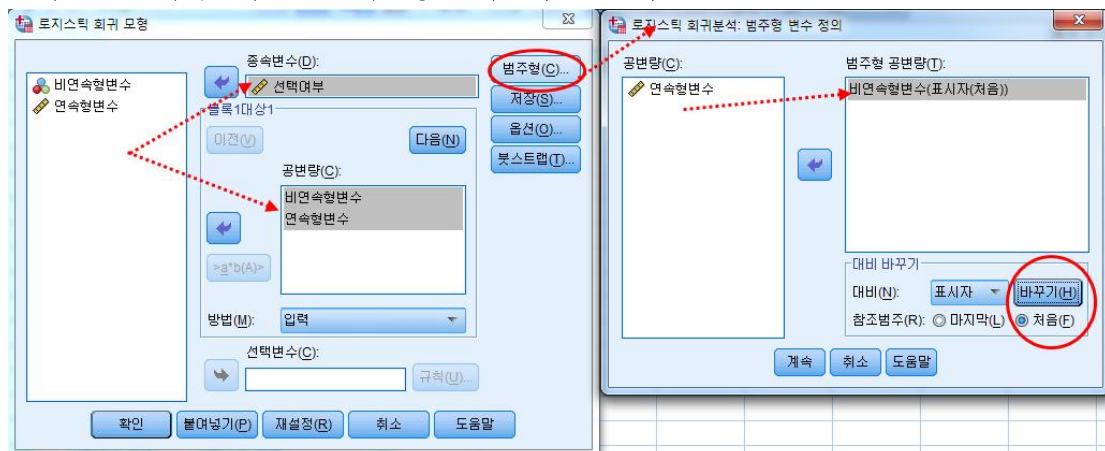 로지스틱 회귀 모형
비연속형변수
연속형변수
종속변수(D):
선택여부
블록1대상1
이전(V)
다음(N)
공변량(C):
비연속형변수
연속형변수
>a*b(A)>
방법(M):
입력
선택변수(C):
규칙(U)...
범주형(C)...
저장(S)...
옵션(O)...
붓스트랩(T)...
확인
붙여넣기(P)
재설정(R)
취소
도움말
로지스틱 회귀분석: 범주형 변수 정의
공변량(C):
연속형변수
범주형 공변량(T):
비연속형변수(표시자(처음))
대비 바꾸기
대비(N):
표시자
바꾸기(H)
참조범주(R):
마지막(L)
처음(F)
계속
취소
도움말